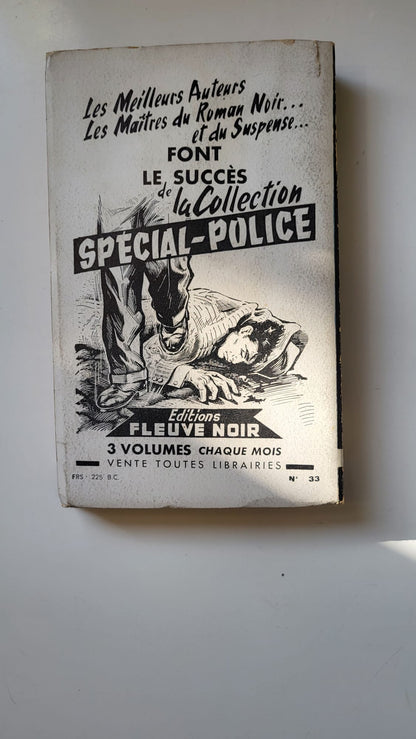 Les Meilleurs Auteurs
Les Maîtres du Roman Noir...
et du Suspense...
FONT
LE SUCCÈS
de la Collection
SPÉCIAL-POLICE
Editions
FLEUVE NOIR
3 VOLUMES CHAQUE MOIS
VENTE TOUTES LIBRAIRIES
FRS · 225 B.C. N° 33